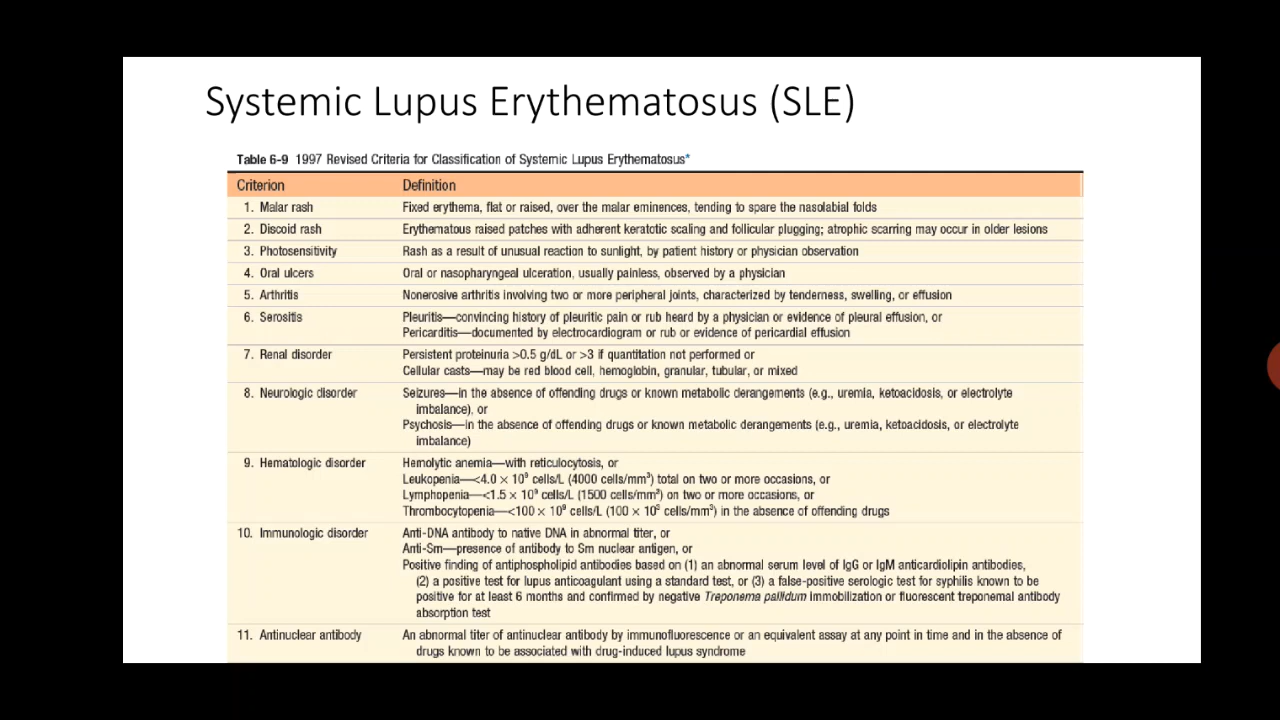 Systemic Lupus Erythematosus (SLE)
Table 6-9 1997 Revised Criteria for Classification of Systemic Lupus Erythematosus*
Criterion Definition
1. Malar rash Fixed erythema, flat or raised, over the malar eminences, tending to spare the nasolabial folds
2. Discoid rash Erythematous raised patches with adherent keratotic scaling and follicular plugging; atrophic scarring may occur in older lesions
3. Photosensitivity Rash as a result of unusual reaction to sunlight, by patient history or physician observation
4. Oral ulcers Oral or nasopharyngeal ulceration, usually painless, observed by a physician
5. Arthritis Nonerosive arthritis involving two or more peripheral joints, characterized by tenderness, swelling, or effusion
6. Serositis Pleuritis—convincing history of pleuritic pain or rub heard by a physician or evidence of pleural effusion, or
Pericarditis—documented by electrocardiogram or rub or evidence of pericardial effusion
7. Renal disorder Persistent proteinuria >0.5 g/dL or >3 if quantitation not performed or
Cellular casts—may be red blood cell, hemoglobin, granular, tubular, or mixed
8. Neurologic disorder Seizures—in the absence of offending drugs or known metabolic derangements (e.g., uremia, ketoacidosis, or electrolyte
imbalance), or
Psychosis—in the absence of offending drugs or known metabolic derangements (e.g., uremia, ketoacidosis, or electrolyte
imbalance)
9. Hematologic disorder Hemolytic anemia—with reticulocytosis, or
Leukopenia—<4.0 × 10⁹ cells/L (4000 cells/mm³) total on two or more occasions, or
Lymphopenia—<1.5 × 10⁹ cells/L (1500 cells/mm³) on two or more occasions, or
Thrombocytopenia—<100 × 10⁹ cells/L (100 × 10³ cells/mm³) in the absence of offending drugs
10. Immunologic disorder Anti-DNA antibody to native DNA in abnormal titer, or
Anti-Sm—presence of antibody to Sm nuclear antigen, or
Positive finding of antiphospholipid antibodies based on (1) an abnormal serum level of IgG or IgM anticardiolipin antibodies,
(2) a positive test for lupus anticoagulant using a standard test, or (3) a false-positive serologic test for syphilis known to be
positive for at least 6 months and confirmed by negative Treponema pallidum immobilization or fluorescent treponemal antibody
absorption test
11. Antinuclear antibody An abnormal titer of antinuclear antibody by immunofluorescence or an equivalent assay at any point in time and in the absence of
drugs known to be associated with drug-induced lupus syndrome